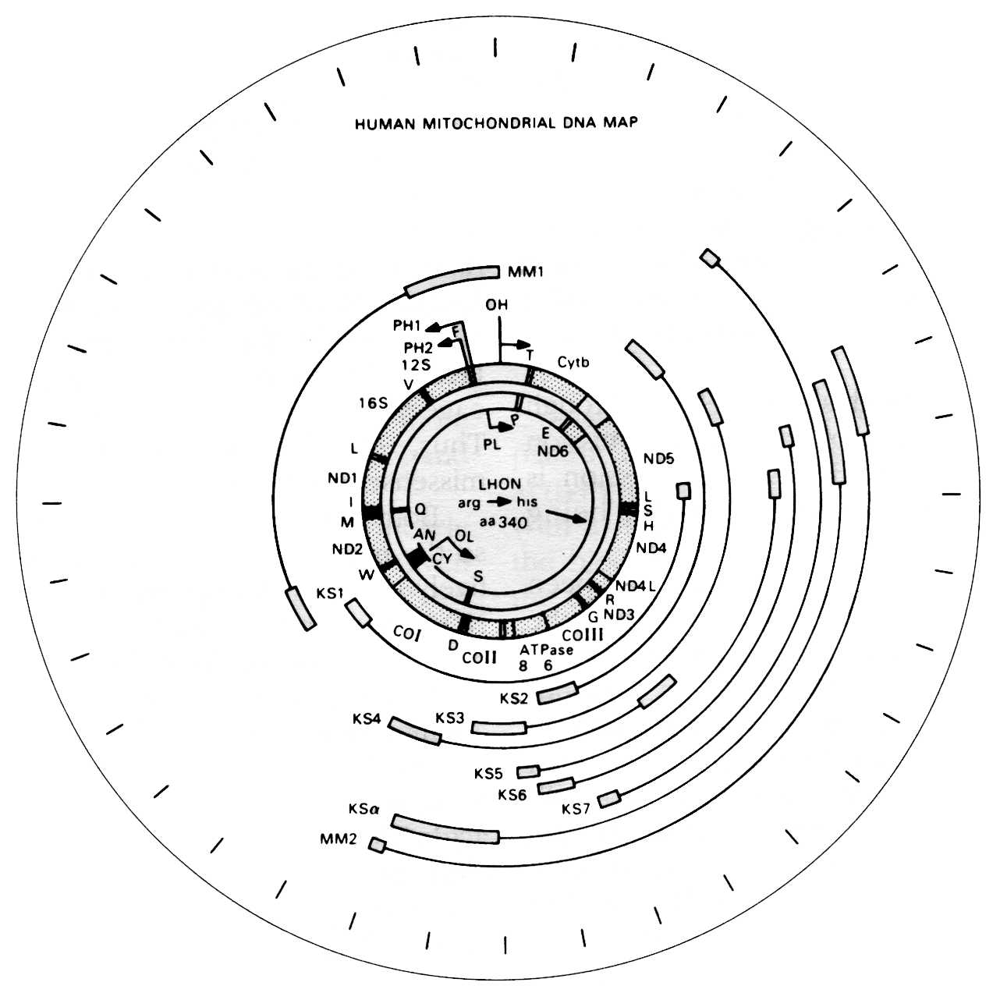 HUMAN MITOCHONDRIAL DNA MAP
MM1
OH
PH1
F
PH2
T
Cytb
12S
V
16S
P
E
PL
ND6
L
ND5
ND1
LHON
I
arg → his
L
Q
S
M
aa 340
H
AN
OL
ND2
ND4
CY
W
S
ND4L
KS1
R
G
ND3
COI
COIII
D
COII
ATPase
8 6
KS2
KS4
KS3
KS5
KS6
KS7
KSα
MM2